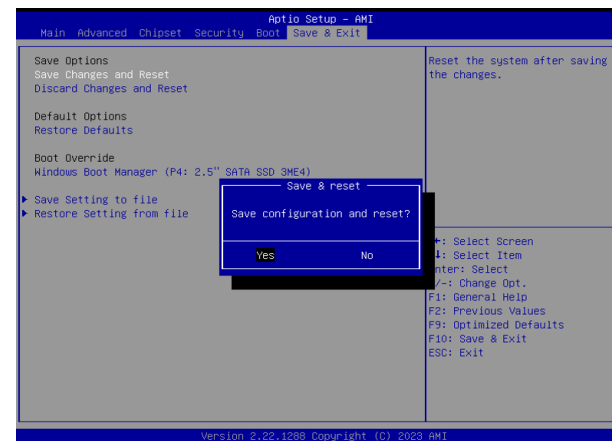 Aptio Setup – AMI
Main Advanced Chipset Security Boot Save & Exit
Save Options
Save Changes and Reset
Discard Changes and Reset
Default Options
Restore Defaults
Boot Override
Windows Boot Manager (P4: 2.5" SATA SSD 3ME4)
Save Setting to file
Restore Setting from file
Reset the system after saving
the changes.
Save & reset
Save configuration and reset?
Yes No
: Select Screen
: Select Item
nter: Select
/-: Change Opt.
F1: General Help
F2: Previous Values
F9: Optimized Defaults
F10: Save & Exit
ESC: Exit
Version 2.22.1288 Copyright (C) 2023 AMI